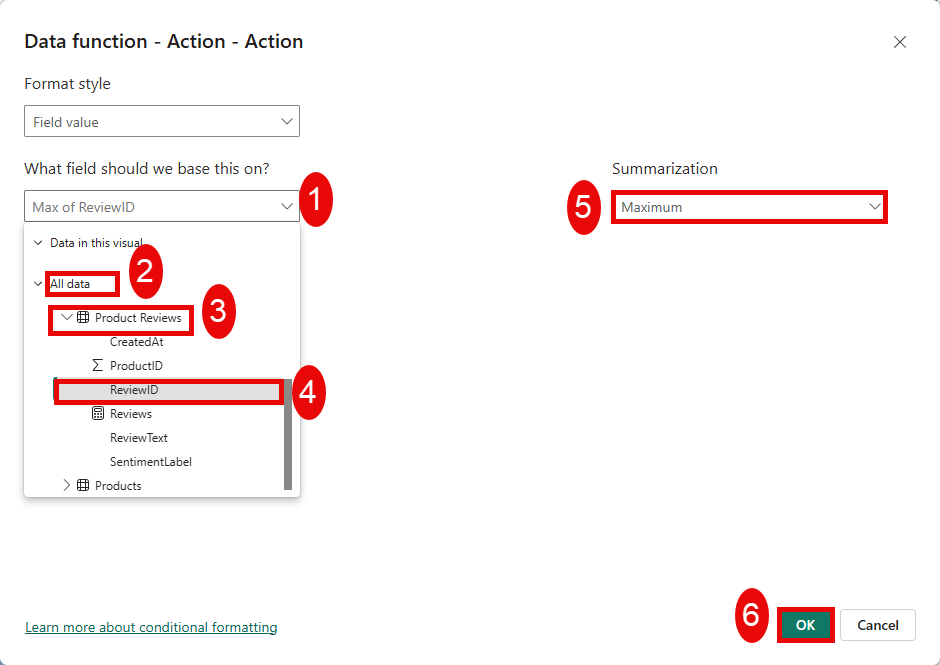 Data function - Action - Action
Format style
Field value
What field should we base this on?
Summarization
Max of ReviewID
1
5
Maximum
Data in this visual
2
All data
3
Product Reviews
CreatedAt
ProductID
ReviewID
4
Reviews
ReviewText
SentimentLabel
Products
Learn more about conditional formatting
6
OK
Cancel